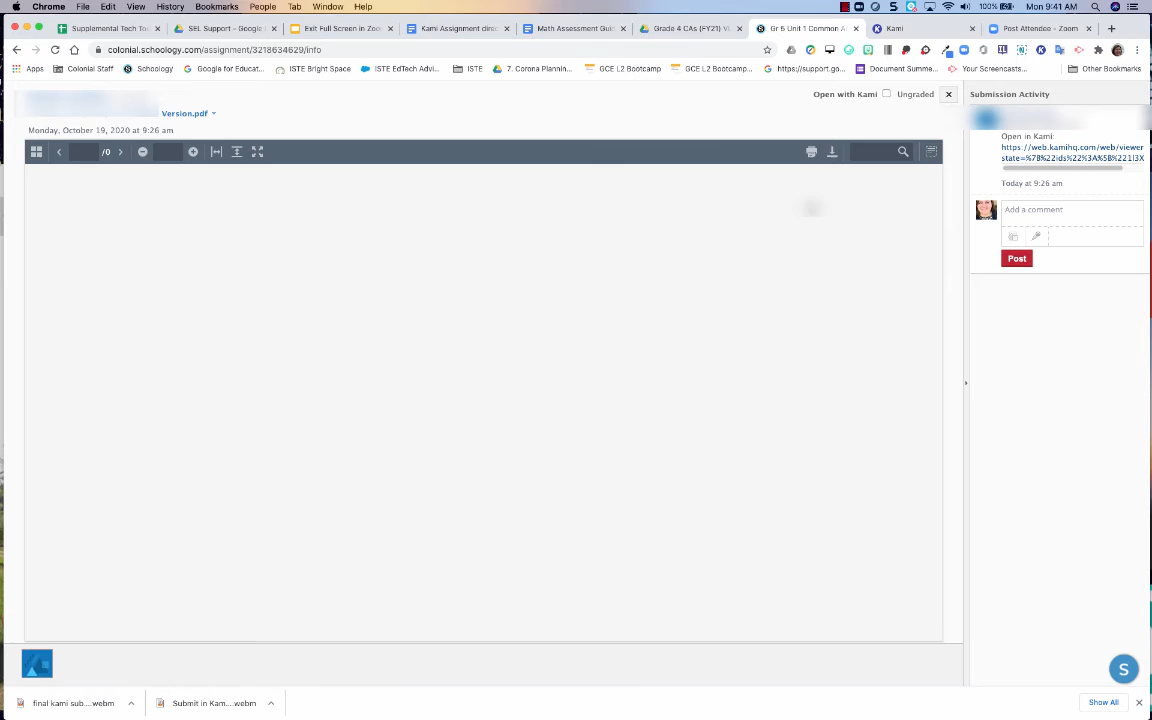 Chrome File Edit View History Bookmarks People Tab Window Help 100% Mon 9:41 AM
Supplemental Tech Too SEL Support - Google Exit Full Screen in Zoo Kami Assignment direc Math Assessment Guid Grade 4 CAs (FY21) Vi Gr 6 Unit 1 Common A Kami Post Attendee - Zoom
colonial.schoology.com/assignment/3218634629/info
Apps Colonial Staff Schoology Google for Educat... ISTE Bright Space ISTE EdTech Advi... ISTE 7. Corona Plannin... GCE L2 Bootcamp GCE L2 Bootcamp... https://support.go... Document Summe... Your Screencasts... Other Bookmarks
Open with Kami Ungraded Submission Activity
Version.pdf
Monday, October 19, 2020 at 9:26 am
/0
Open in Kami:
https://web.kamihq.com/web/viewer
state=%7B%22ids%22%3A%5B%221I3X
Today at 9:26 am
Add a comment
Post
S
final kami sub....webm Submit in Kam....webm Show All